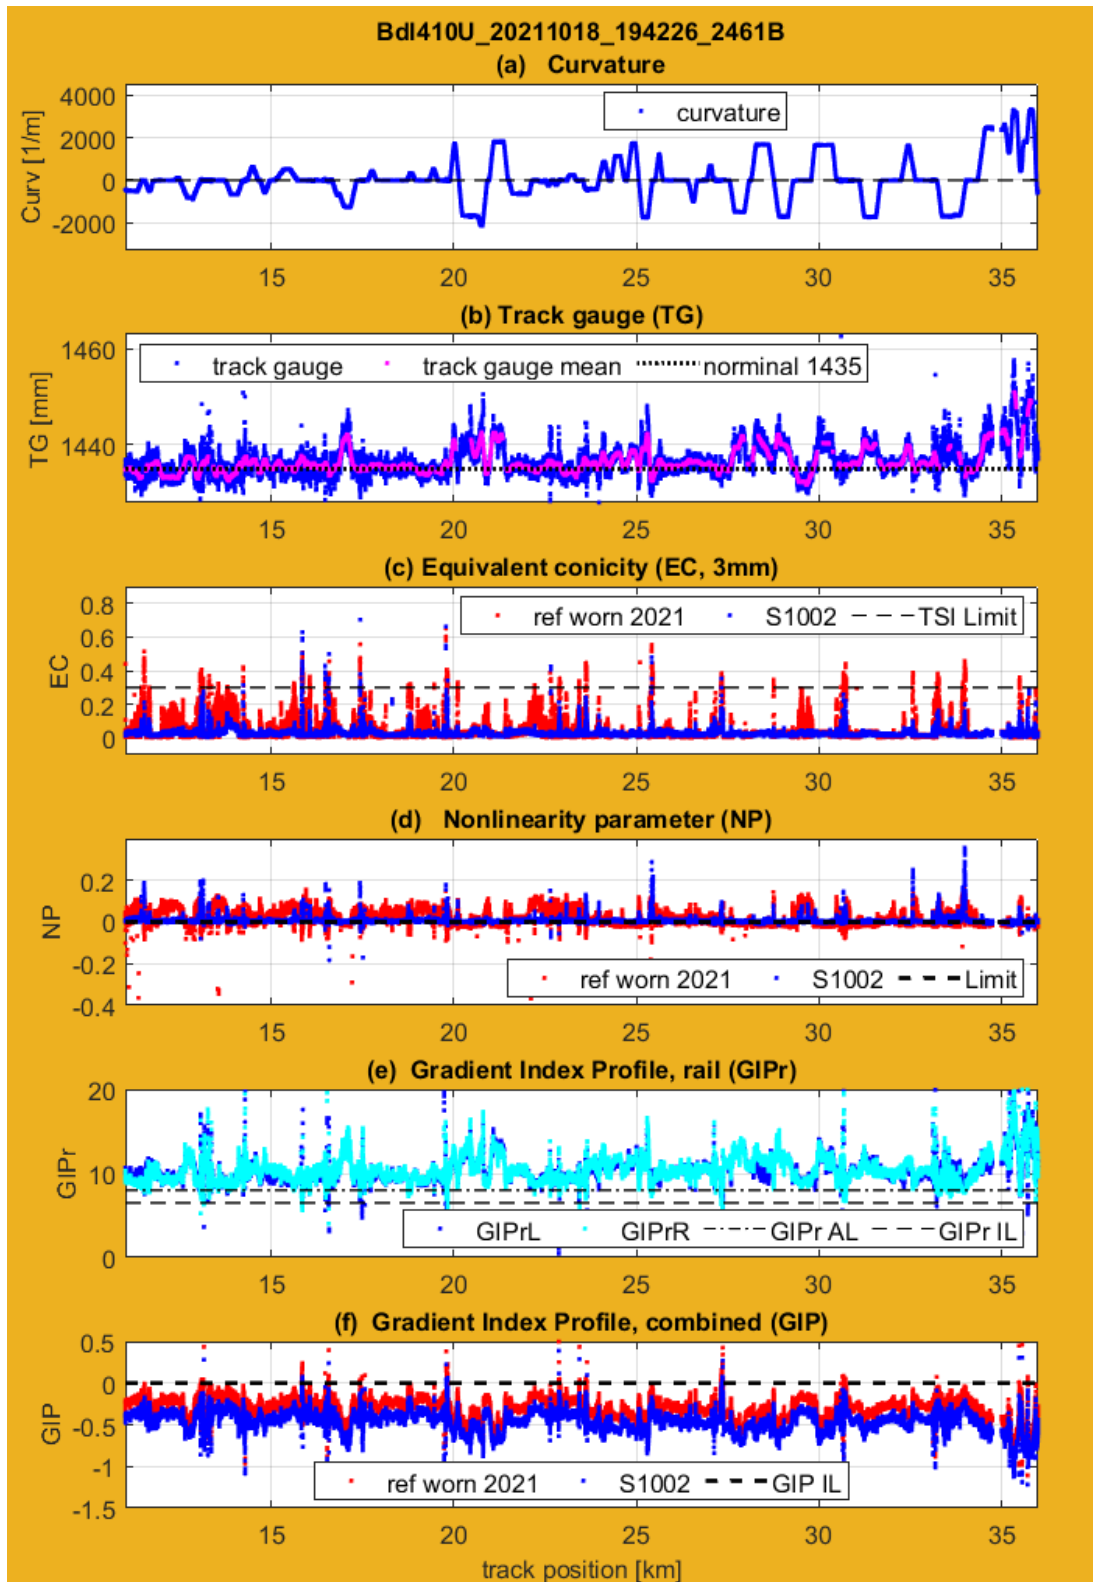 Bdl410U_20211018_194226_2461B
(a) Curvature
4000
2000
0
-2000
Curv [1/m]
curvature
15 20 25 30 35
(b) Track gauge (TG)
1460
1440
TG [mm]
track gauge track gauge mean norminal 1435
15 20 25 30 35
(c) Equivalent conicity (EC, 3mm)
0.8
0.6
0.4
0.2
0
EC
ref worn 2021 S1002 TSI Limit
15 20 25 30 35
(d) Nonlinearity parameter (NP)
0.2
0
-0.2
-0.4
NP
ref worn 2021 S1002 Limit
15 20 25 30 35
(e) Gradient Index Profile, rail (GIPr)
20
10
0
GIPr
GIPrL GIPrR GIPr AL GIPr IL
15 20 25 30 35
(f) Gradient Index Profile, combined (GIP)
0.5
0
-0.5
-1
-1.5
GIP
ref worn 2021 S1002 GIP IL
15 20 25 30 35
track position [km]